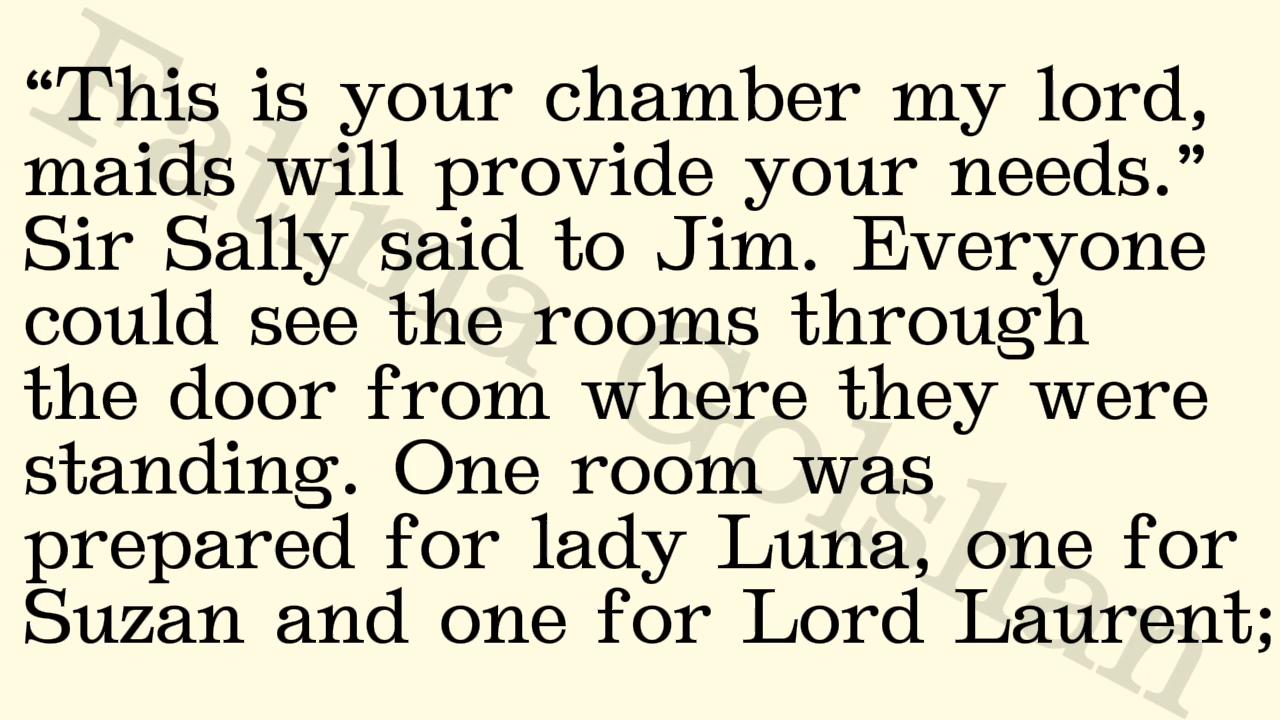 “This is your chamber my lord,
maids will provide your needs.”
Sir Sally said to Jim. Everyone
could see the rooms through
the door from where they were
standing. One room was
prepared for lady Luna, one for
Suzan and one for Lord Laurent;
Fatima Golshan